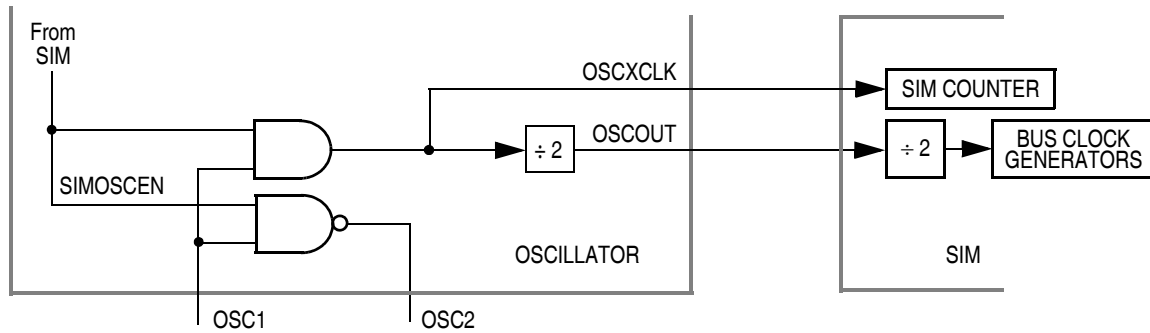 From
SIM
OSCXCLK
SIM COUNTER
OSCOUT
÷ 2
÷ 2
BUS CLOCK
GENERATORS
SIMOSCEN
OSCILLATOR
SIM
OSC1
OSC2